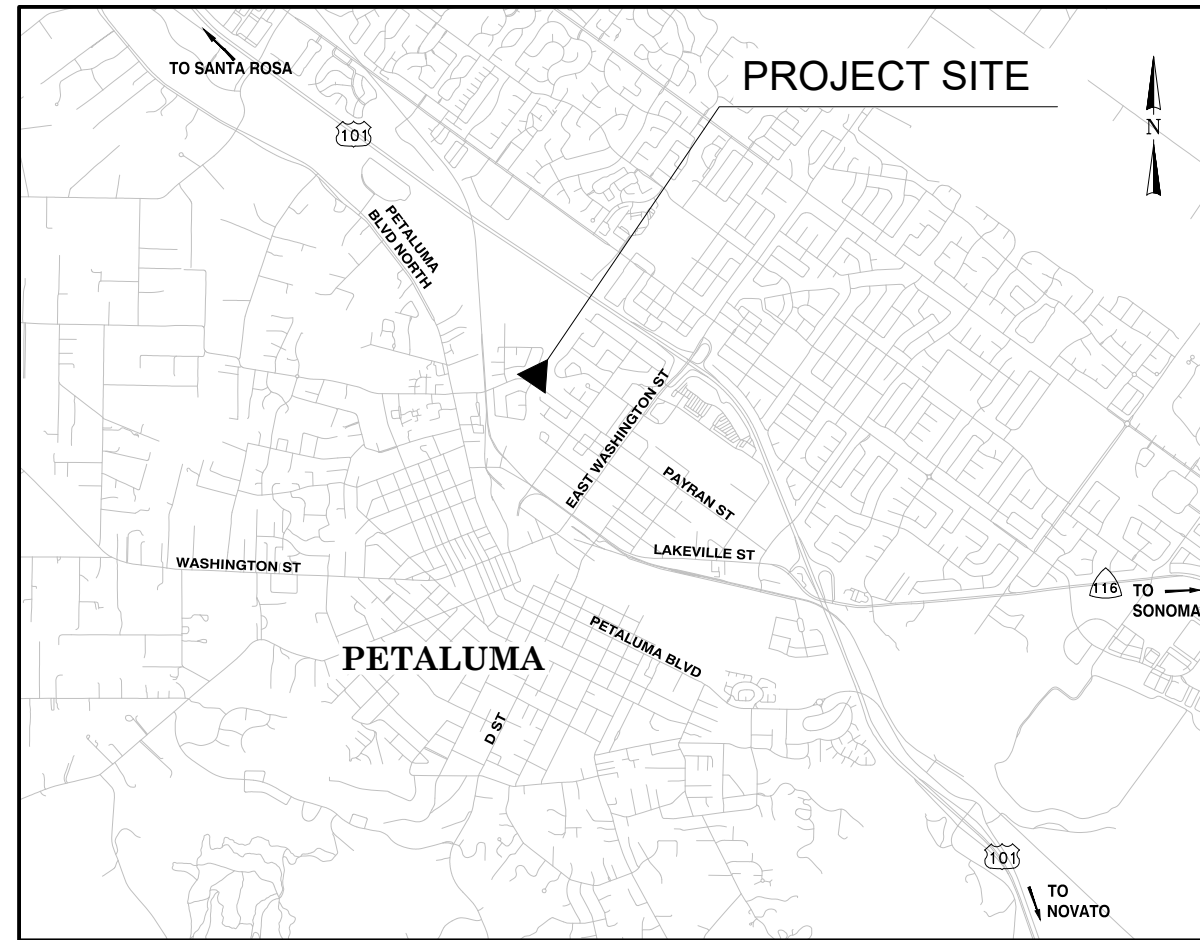 TO SANTA ROSA
PROJECT SITE
101
N
PETALUMA
BLVD NORTH
EAST WASHINGTON ST
PAYRAN ST
LAKEVILLE ST
WASHINGTON ST
116
TO
SONOMA
PETALUMA BLVD
PETALUMA
D ST
101
TO
NOVATO